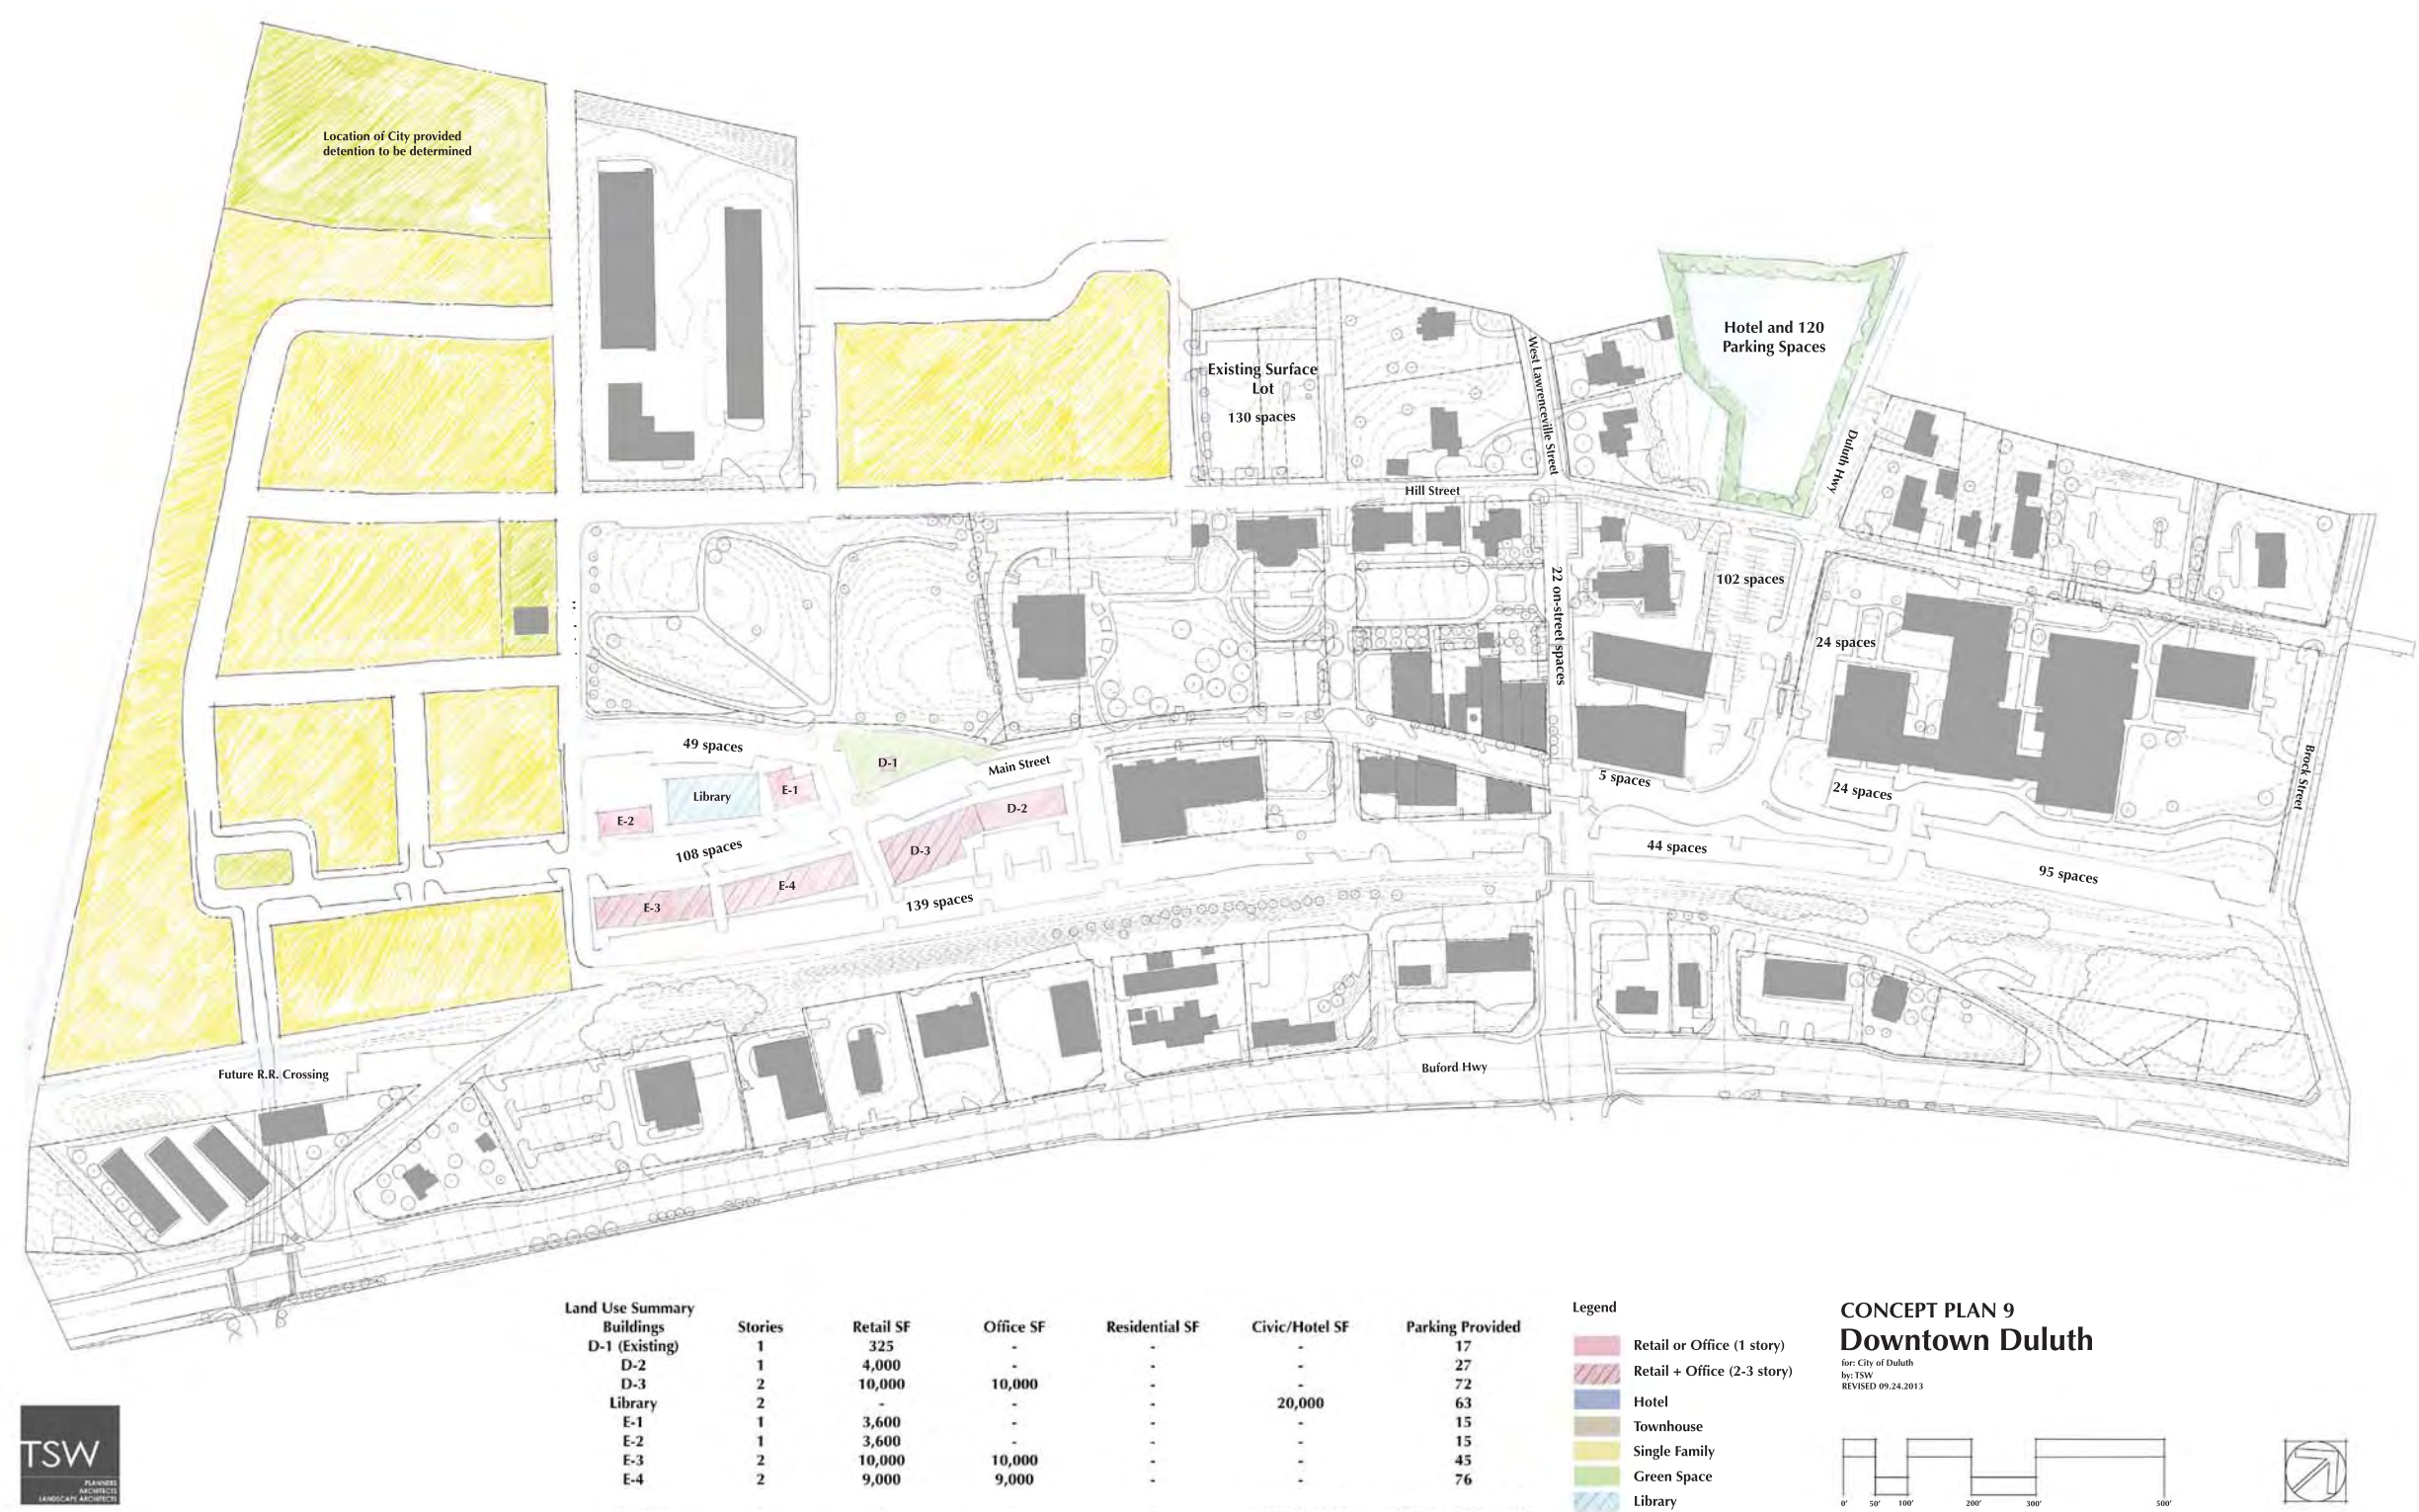 Location of City provided
detention to be determined
Hotel and 120
Parking Spaces
Existing Surface
Lot
130 spaces
West Lawrenceville Street
Duluth Hwy
Hill Street
22 on-street spaces
102 spaces
24 spaces
49 spaces
D-1
Main Street
Library
E-1
E-2
D-2
D-3
108 spaces
E-4
E-3
139 spaces
5 spaces
24 spaces
Brock Street
44 spaces
95 spaces
Future R.R. Crossing
Buford Hwy
Land Use Summary
Buildings Stories Retail SF Office SF Residential SF Civic/Hotel SF Parking Provided
D-1 (Existing) 1 325 - - - 17
D-2 1 4,000 - - - 27
D-3 2 10,000 10,000 - - 72
Library 2 - - - 20,000 63
E-1 1 3,600 - - - 15
E-2 1 3,600 - - - 15
E-3 2 10,000 10,000 - - 45
E-4 2 9,000 9,000 - - 76
Legend
Retail or Office (1 story)
Retail + Office (2-3 story)
Hotel
Townhouse
Single Family
Green Space
Library
CONCEPT PLAN 9
Downtown Duluth
for: City of Duluth
by: TSW
REVISED 09.24.2013
0' 50' 100' 200' 300' 500'
TSW
PLANNERS
ARCHITECTS
LANDSCAPE ARCHITECTS